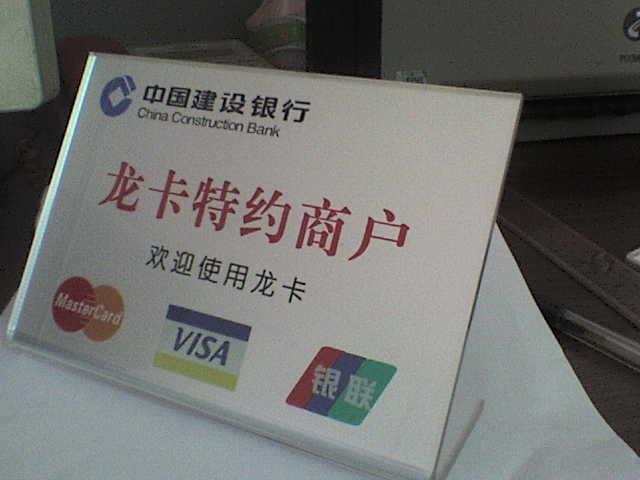 中国建设银行
China Construction Bank
龙卡特约商户
欢迎使用龙卡
MasterCard
VISA
银联